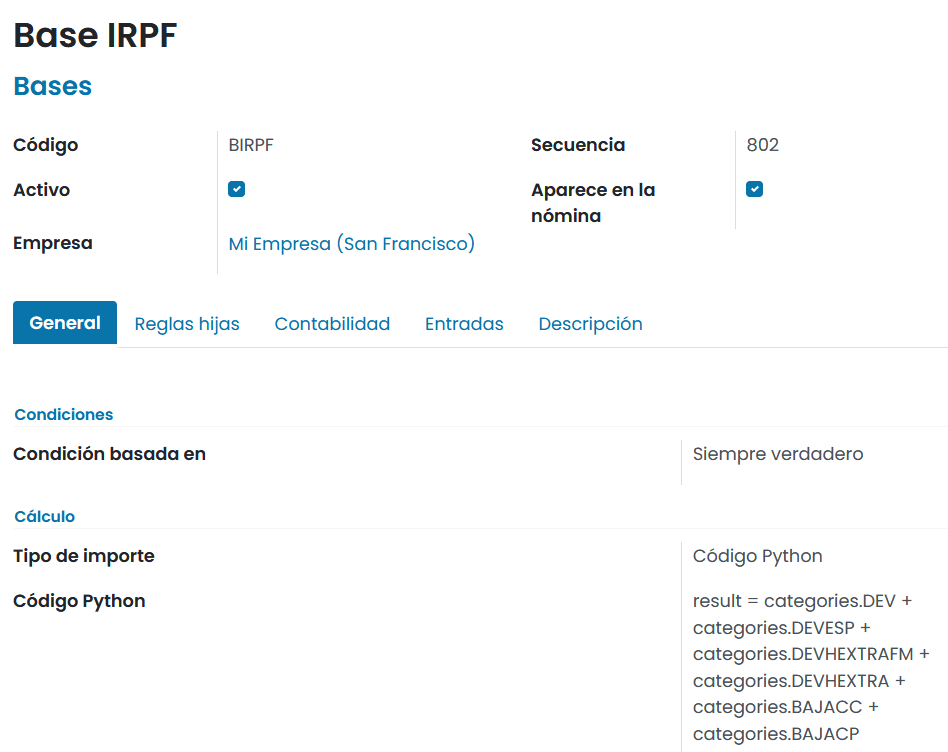 Base IRPF
Bases
Código BIRPF Secuencia 802
Activo Aparece en la
nómina
Empresa Mi Empresa (San Francisco)
General Reglas hijas Contabilidad Entradas Descripción
Condiciones
Condición basada en Siempre verdadero
Cálculo
Tipo de importe Código Python
Código Python result = categories.DEV +
categories.DEVESP +
categories.DEVHEXTRAFM +
categories.DEVHEXTRA +
categories.BAJACC +
categories.BAJACP